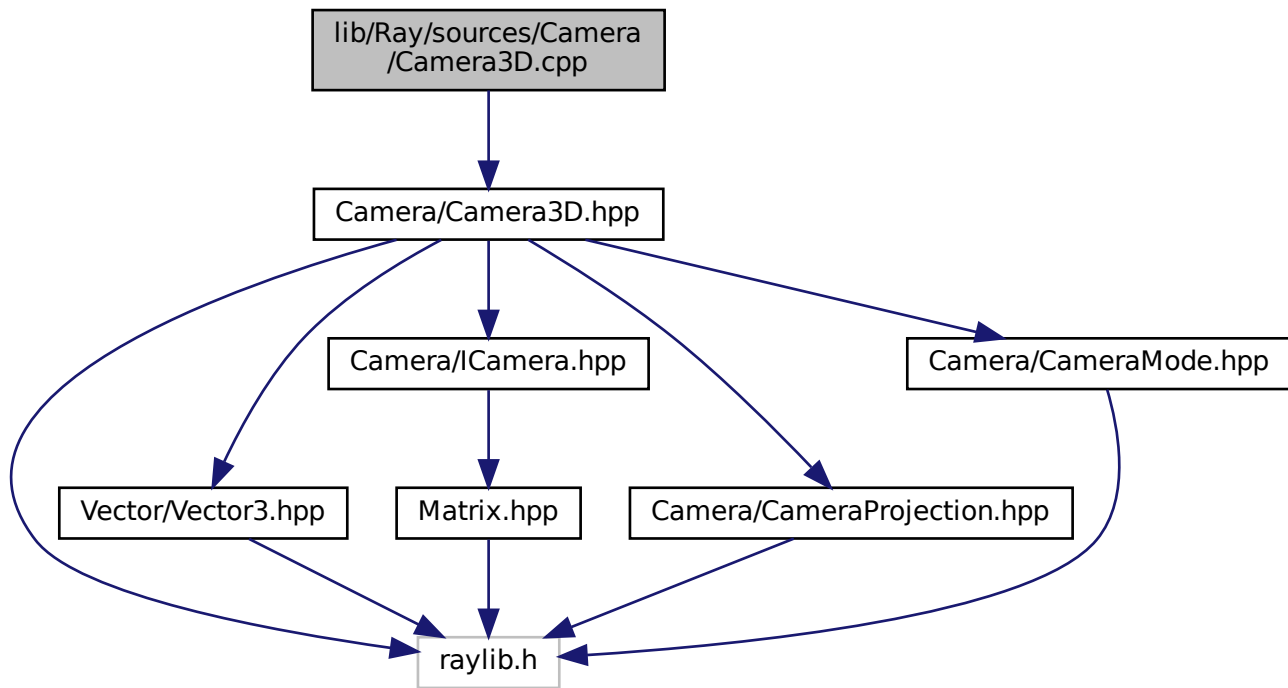 lib/Ray/sources/Camera
/Camera3D.cpp
Camera/Camera3D.hpp
Camera/ICamera.hpp
Camera/CameraMode.hpp
Vector/Vector3.hpp
Matrix.hpp
Camera/CameraProjection.hpp
raylib.h